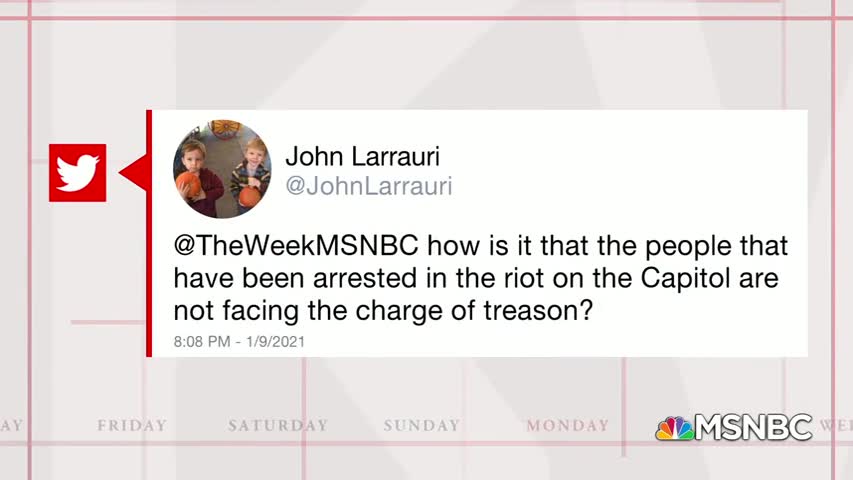 John Larrauri
@JohnLarrauri
@TheWeekMSNBC how is it that the people that
have been arrested in the riot on the Capitol are
not facing the charge of treason?
8:08 PM - 1/9/2021
AY FRIDAY SATURDAY SUNDAY MONDAY WE
MSNBC